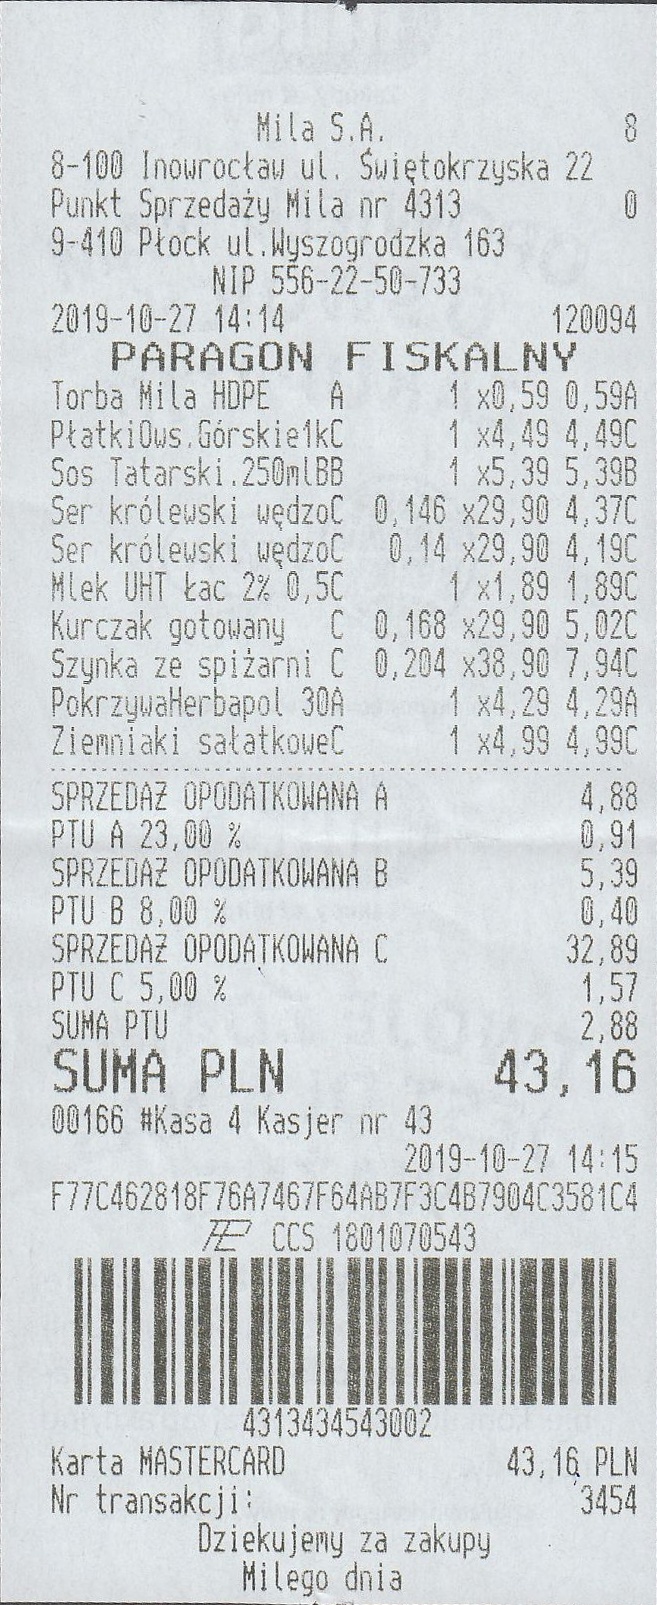 Mila S.A. 8
8-100 Inowrocław ul. Świętokrzyska 22
Punkt Sprzedaży Mila nr 4313 0
9-410 Płock ul.Wyszogrodzka 163
NIP 556-22-50-733
2019-10-27 14:14 120094
PARAGON FISKALNY
Torba Mila HDPE A 1 x0,59 0,59A
PłatkiOws.Górskie1kC 1 x4,49 4,49C
Sos Tatarski.250mlBB 1 x5,39 5,39B
Ser królewski wędzoC 0,146 x29,90 4,37C
Ser królewski wędzoC 0,14 x29,90 4,19C
Mlek UHT Łac 2% 0,5C 1 x1,89 1,89C
Kurczak gotowany C 0,168 x29,90 5,02C
Szynka ze spiżarni C 0,204 x38,90 7,94C
PokrzywaHerbapol 30A 1 x4,29 4,29A
Ziemniaki sałatkoweC 1 x4,99 4,99C
SPRZEDAŻ OPODATKOWANA A 4,88
PTU A 23,00 % 0,91
SPRZEDAŻ OPODATKOWANA B 5,39
PTU B 8,00 % 0,40
SPRZEDAŻ OPODATKOWANA C 32,89
PTU C 5,00 % 1,57
SUMA PTU 2,88
SUMA PLN 43,16
00166 #Kasa 4 Kasjer nr 43
2019-10-27 14:15
F77C462818F76A7467F64AB7F3C4B7904C3581C4
CCS 1801070543
4313434543002
Karta MASTERCARD 43,16 PLN
Nr transakcji: 3454
Dziekujemy za zakupy
Milego dnia